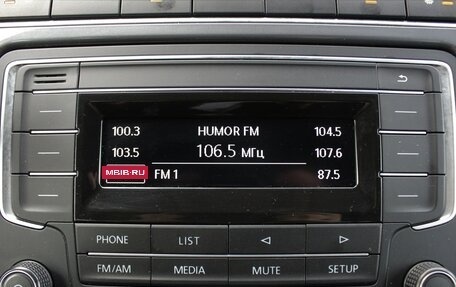 100.3 HUMOR FM 104.5
103.5 106.5 МГц 107.6
MBIB.RU FM 1 87.5
PHONE LIST
FM/AM MEDIA MUTE SETUP